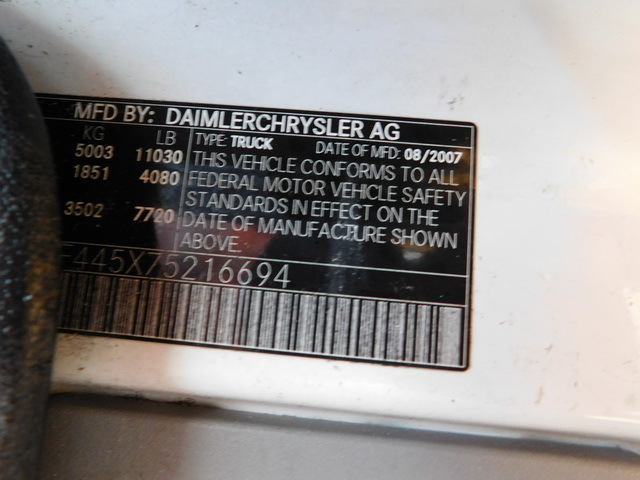 MFD BY: DAIMLERCHRYSLER AG
KG LB TYPE: TRUCK DATE OF MFD: 08/2007
5003 11030 THIS VEHICLE CONFORMS TO ALL
1851 4080 FEDERAL MOTOR VEHICLE SAFETY
STANDARDS IN EFFECT ON THE
3502 7720 DATE OF MANUFACTURE SHOWN
ABOVE.
445X75216694